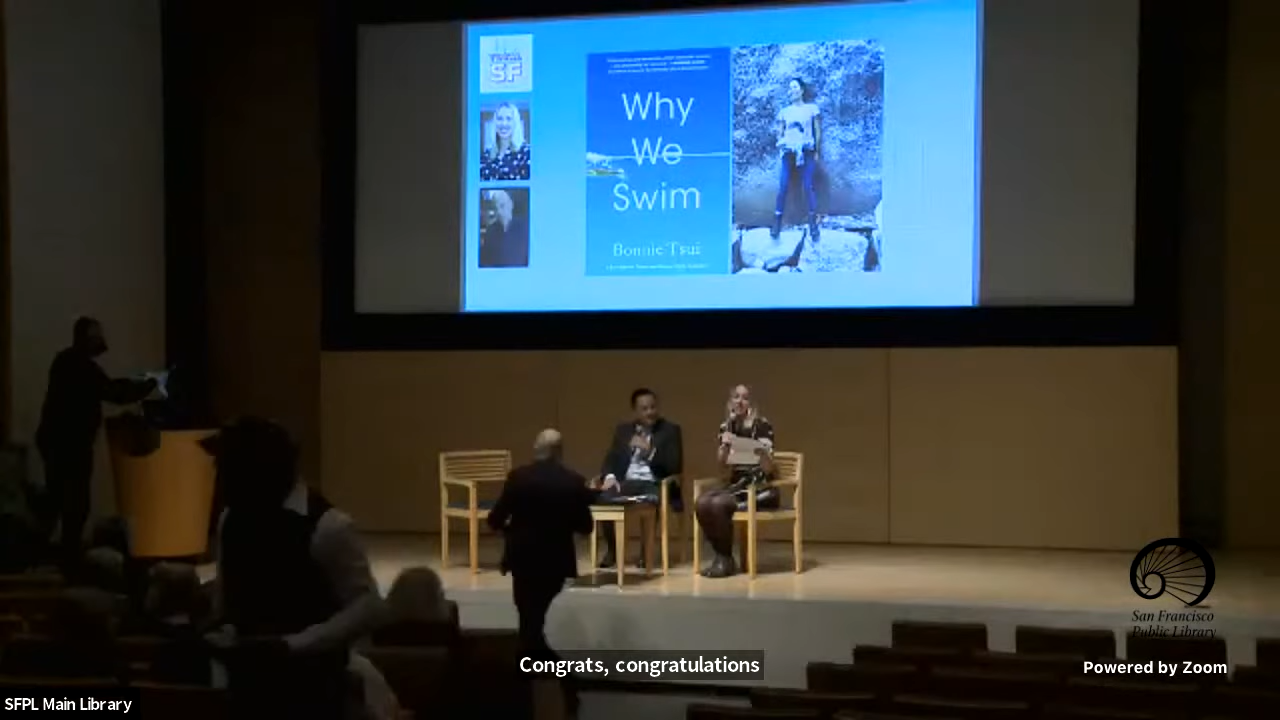 SF
Why
We
Swim
Bonnie Tsui
San Francisco
Public Library
Congrats, congratulations
Powered by Zoom
SFPL Main Library